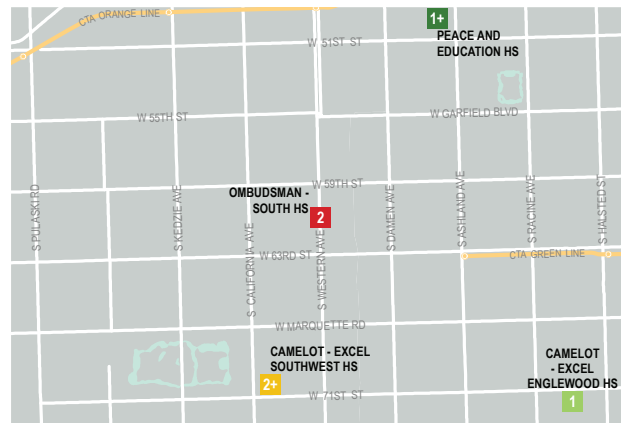 CTA ORANGE LINE
1+
PEACE AND
EDUCATION HS
W 51ST ST
W 55TH ST
W GARFIELD BLVD
S PULASKI RD
S KEDZIE AVE
S CALIFORNIA AVE
S WESTERN AVE
S DAMEN AVE
S ASHLAND AVE
S RACINE AVE
S HALSTED ST
W 59TH ST
OMBUDSMAN -
SOUTH HS
2
W 63RD ST
CTA GREEN LINE
W MARQUETTE RD
CAMELOT - EXCEL
SOUTHWEST HS
2+
CAMELOT
- EXCEL
ENGLEWOOD HS
1
W 71ST ST